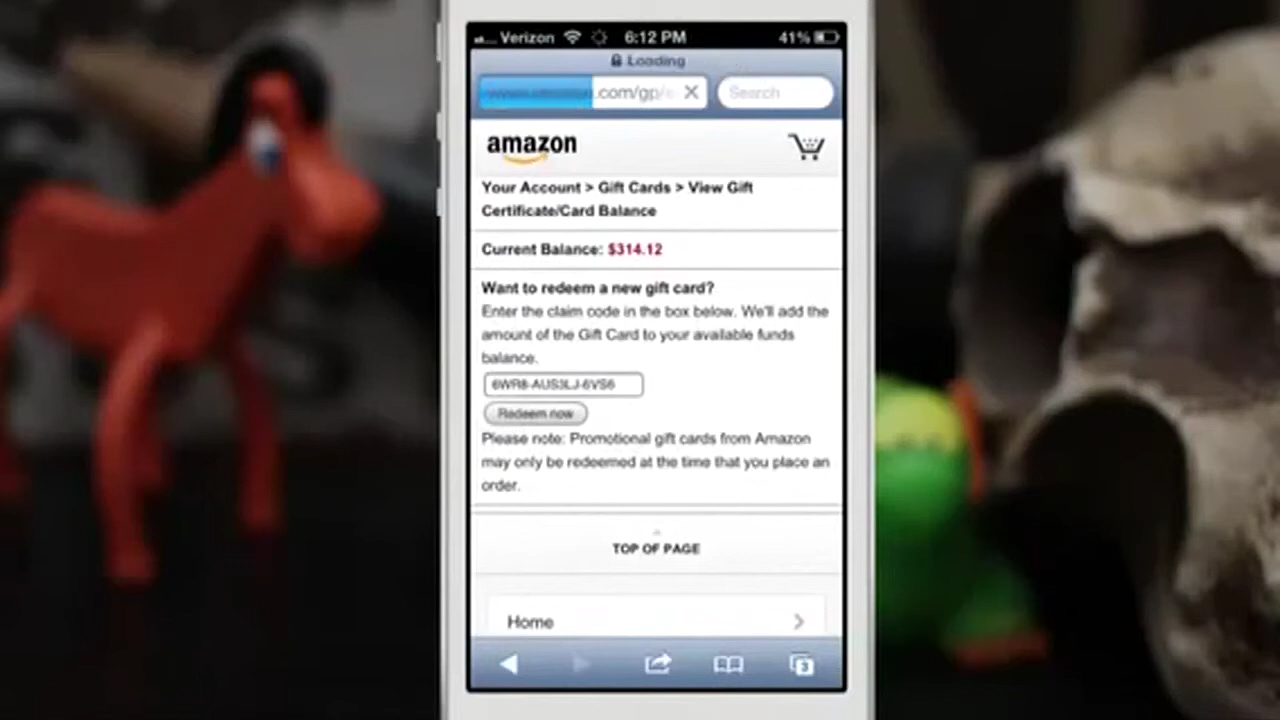 Verizon 6:12 PM 41%
Loading
.com/gp/ Search
amazon
Your Account > Gift Cards > View Gift
Certificate/Card Balance
Current Balance: $314.12
Want to redeem a new gift card?
Enter the claim code in the box below. We'll add the
amount of the Gift Card to your available funds
balance.
6WR8-AUS3LJ-6VS6
Redeem now
Please note: Promotional gift cards from Amazon
may only be redeemed at the time that you place an
order.
TOP OF PAGE
Home
3